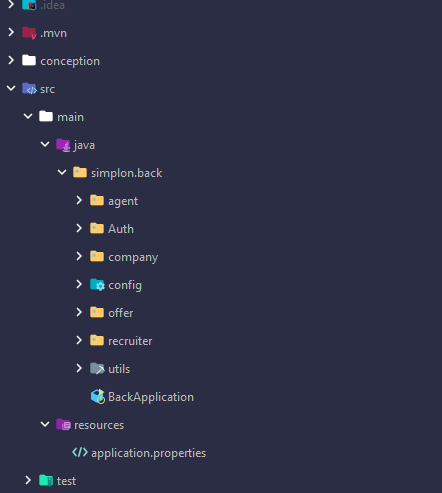 .idea
.mvn
conception
src
main
java
simplon.back
agent
Auth
company
config
offer
recruiter
utils
BackApplication
resources
application.properties
test